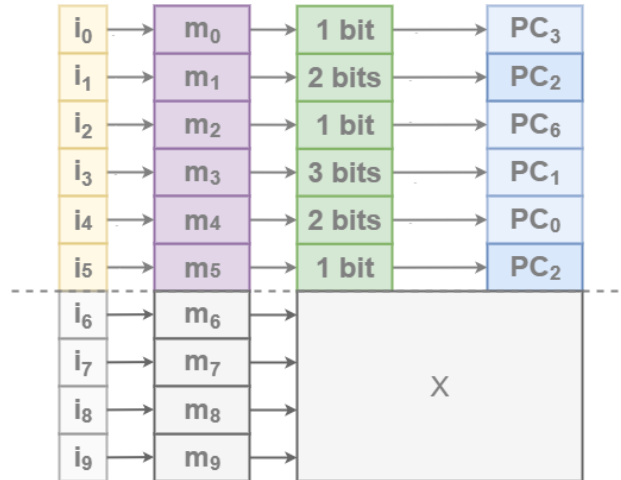 i₀ m₀ 1 bit PC₃
i₁ m₁ 2 bits PC₂
i₂ m₂ 1 bit PC₆
i₃ m₃ 3 bits PC₁
i₄ m₄ 2 bits PC₀
i₅ m₅ 1 bit PC₂
i₆ m₆
i₇ m₇
X
i₈ m₈
i₉ m₉